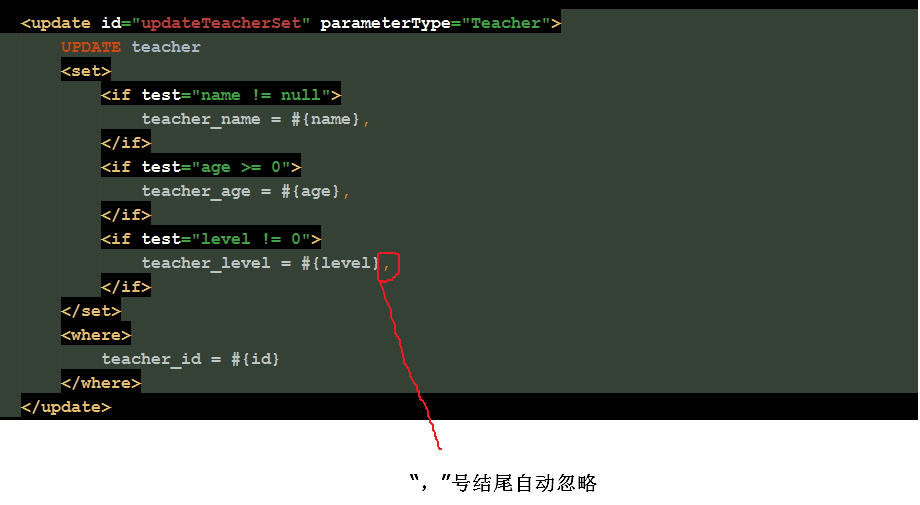 <update id="updateTeacherSet" parameterType="Teacher">
UPDATE teacher
<set>
<if test="name != null">
teacher_name = #{name},
</if>
<if test="age >= 0">
teacher_age = #{age},
</if>
<if test="level != 0">
teacher_level = #{level},
</if>
</set>
<where>
teacher_id = #{id}
</where>
</update>
“，”号结尾自动忽略